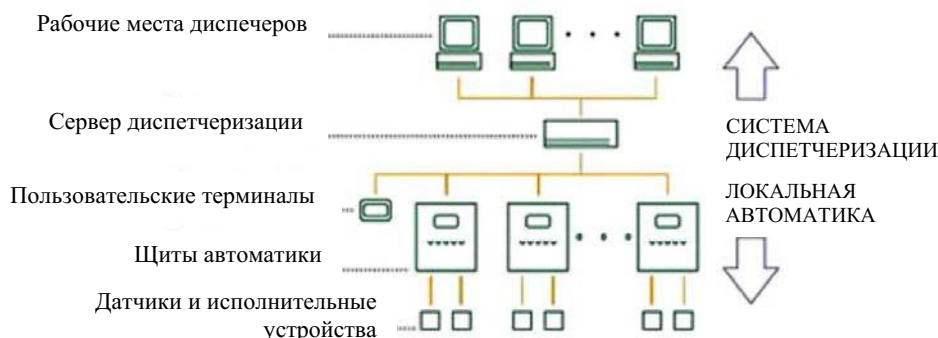 Рабочие места диспечеров
Сервер диспетчеризации
СИСТЕМА
ДИСПЕТЧЕРИЗАЦИИ
Пользовательские терминалы
ЛОКАЛЬНАЯ
АВТОМАТИКА
Щиты автоматики
Датчики и исполнительные
устройства